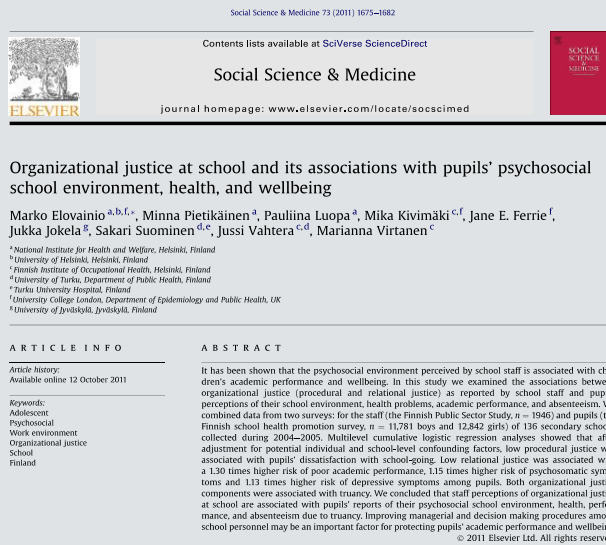 Social Science & Medicine 73 (2011) 1675–1682
Contents lists available at SciVerse ScienceDirect
Social Science & Medicine
journal homepage: www.elsevier.com/locate/socscimed
ELSEVIER
SOCIAL
SCIENCE
&
MEDICINE
Organizational justice at school and its associations with pupils' psychosocial
school environment, health, and wellbeing
Marko Elovainio a,b,f,*, Minna Pietikäinen a, Pauliina Luopa a, Mika Kivimäki c,f, Jane E. Ferrie f,
Jukka Jokela g, Sakari Suominen d,e, Jussi Vahtera c,d, Marianna Virtanen c
a National Institute for Health and Welfare, Helsinki, Finland
b University of Helsinki, Helsinki, Finland
c Finnish Institute of Occupational Health, Helsinki, Finland
d University of Turku, Department of Public Health, Finland
e Turku University Hospital, Finland
f University College London, Department of Epidemiology and Public Health, UK
g University of Jyväskylä, Jyväskylä, Finland
ARTICLE INFO
Article history:
Available online 12 October 2011
Keywords:
Adolescent
Psychosocial
Work environment
Organizational justice
School
Finland
ABSTRACT
It has been shown that the psychosocial environment perceived by school staff is associated with ch
dren's academic performance and wellbeing. In this study we examined the associations betwe
organizational justice (procedural and relational justice) as reported by school staff and pup
perceptions of their school environment, health problems, academic performance, and absenteeism. W
combined data from two surveys: for the staff (the Finnish Public Sector Study, n = 1946) and pupils (t
Finnish school health promotion survey, n = 11,781 boys and 12,842 girls) of 136 secondary schoo
collected during 2004–2005. Multilevel cumulative logistic regression analyses showed that aft
adjustment for potential individual and school-level confounding factors, low procedural justice w
associated with pupils' dissatisfaction with school-going. Low relational justice was associated w
a 1.30 times higher risk of poor academic performance, 1.15 times higher risk of psychosomatic sym
toms and 1.13 times higher risk of depressive symptoms among pupils. Both organizational justi
components were associated with truancy. We concluded that staff perceptions of organizational justi
at school are associated with pupils' reports of their psychosocial environment, health, perf
mance, and absenteeism due to truancy. Improving managerial and decision making procedures amo
school personnel may be an important factor for protecting pupils' academic performance and wellbein
© 2011 Elsevier Ltd. All rights reserve